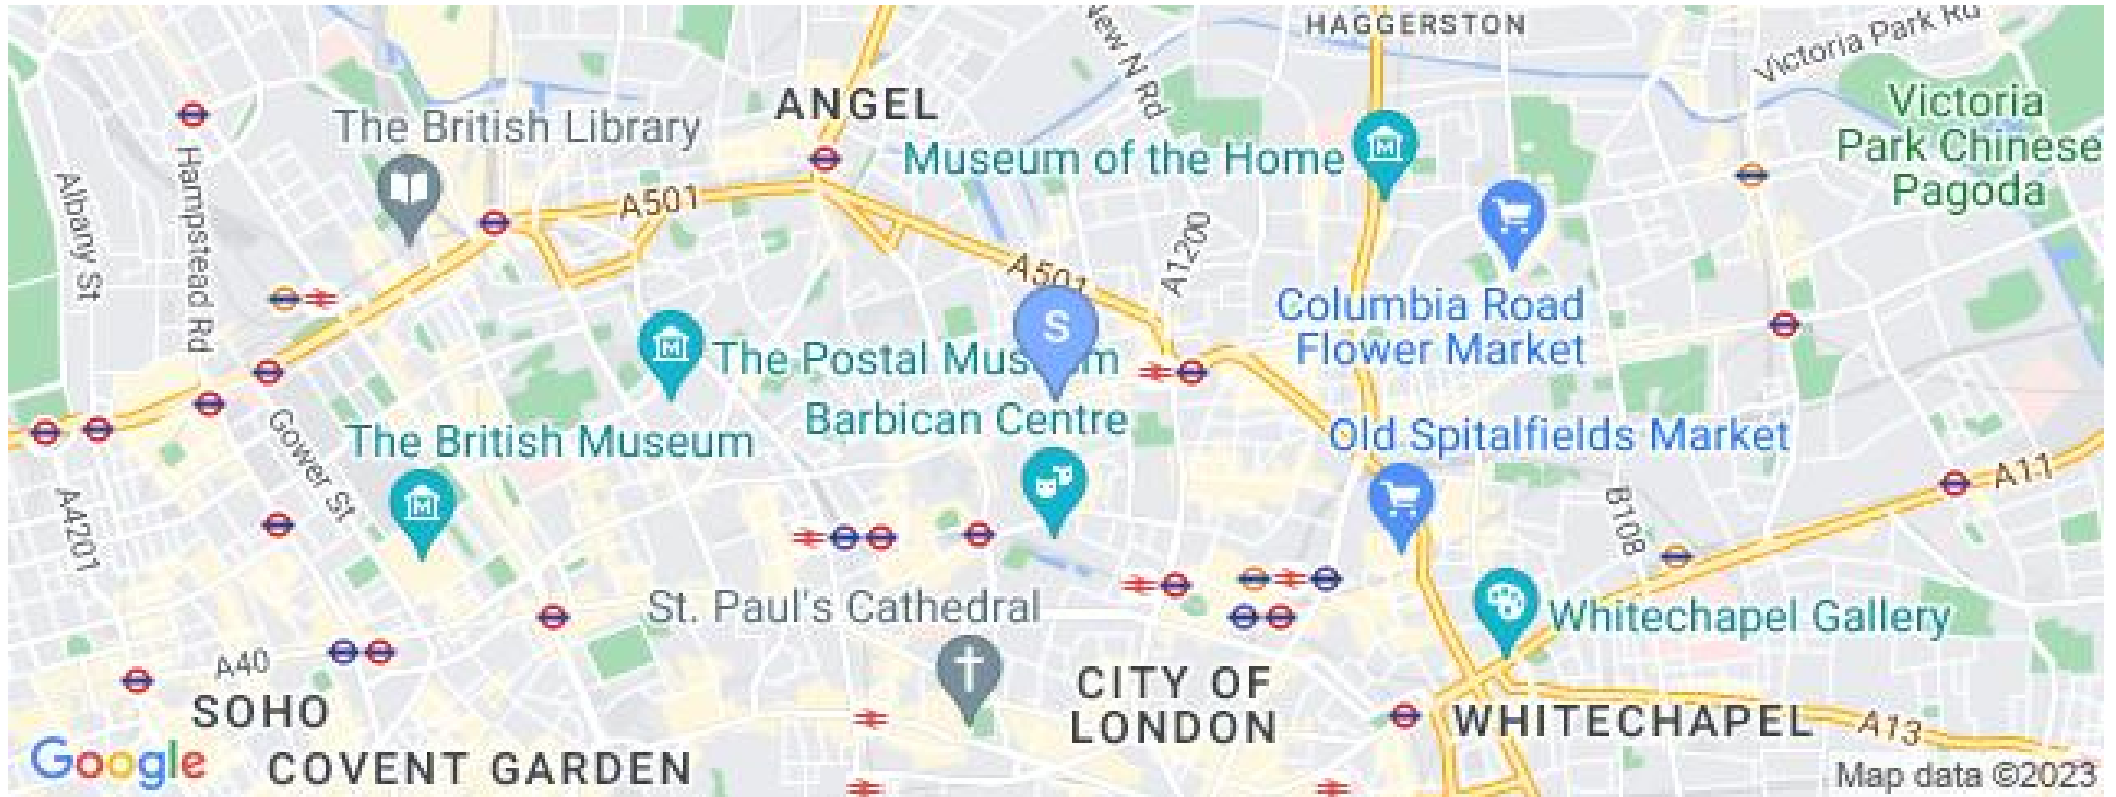 HAGGERSTON
New N Rd
Victoria Park Rd
ANGEL
The British Library
Victoria
Park Chinese
Pagoda
Museum of the Home
Hampstead Rd
Albany St
A501
A1200
A501
Columbia Road
Flower Market
S
The Postal Museum
Barbican Centre
The British Museum
Gower St
Old Spitalfields Market
A11
A4201
B108
St. Paul's Cathedral
Whitechapel Gallery
A40
SOHO
CITY OF
LONDON
WHITECHAPEL
A13
Google
COVENT GARDEN
Map data ©2023